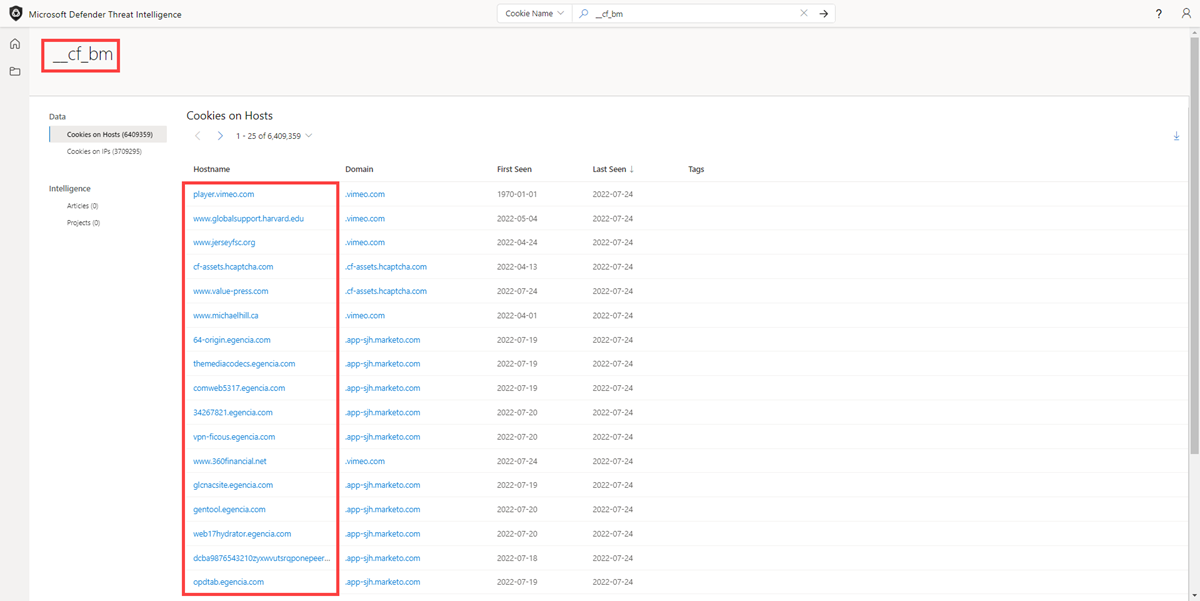 Microsoft Defender Threat Intelligence
Cookie Name __cf_bm ?
__cf_bm
Data
Cookies on Hosts (6409359)
Cookies on IPs (3709295)
Intelligence
Articles (0)
Projects (0)
Cookies on Hosts
1 - 25 of 6,409,359
Hostname Domain First Seen Last Seen ↓ Tags
player.vimeo.com .vimeo.com 1970-01-01 2022-07-24
www.globalsupport.harvard.edu .vimeo.com 2022-05-04 2022-07-24
www.jerseyfsc.org .vimeo.com 2022-04-24 2022-07-24
cf-assets.hcaptcha.com .cf-assets.hcaptcha.com 2022-04-13 2022-07-24
www.value-press.com .cf-assets.hcaptcha.com 2022-07-24 2022-07-24
www.michaelhill.ca .vimeo.com 2022-04-01 2022-07-24
64-origin.egencia.com .app-sjh.marketo.com 2022-07-19 2022-07-24
themediacodecs.egencia.com .app-sjh.marketo.com 2022-07-19 2022-07-24
comweb5317.egencia.com .app-sjh.marketo.com 2022-07-19 2022-07-24
34267821.egencia.com .app-sjh.marketo.com 2022-07-20 2022-07-24
vpn-ficous.egencia.com .app-sjh.marketo.com 2022-07-20 2022-07-24
www.360financial.net .vimeo.com 2022-07-24 2022-07-24
glcnacsite.egencia.com .app-sjh.marketo.com 2022-07-19 2022-07-24
gentool.egencia.com .app-sjh.marketo.com 2022-07-20 2022-07-24
web17hydrator.egencia.com .app-sjh.marketo.com 2022-07-20 2022-07-24
dcba9876543210zyxwvutsrqponepeer... .app-sjh.marketo.com 2022-07-18 2022-07-24
opdtab.egencia.com .app-sjh.marketo.com 2022-07-19 2022-07-24